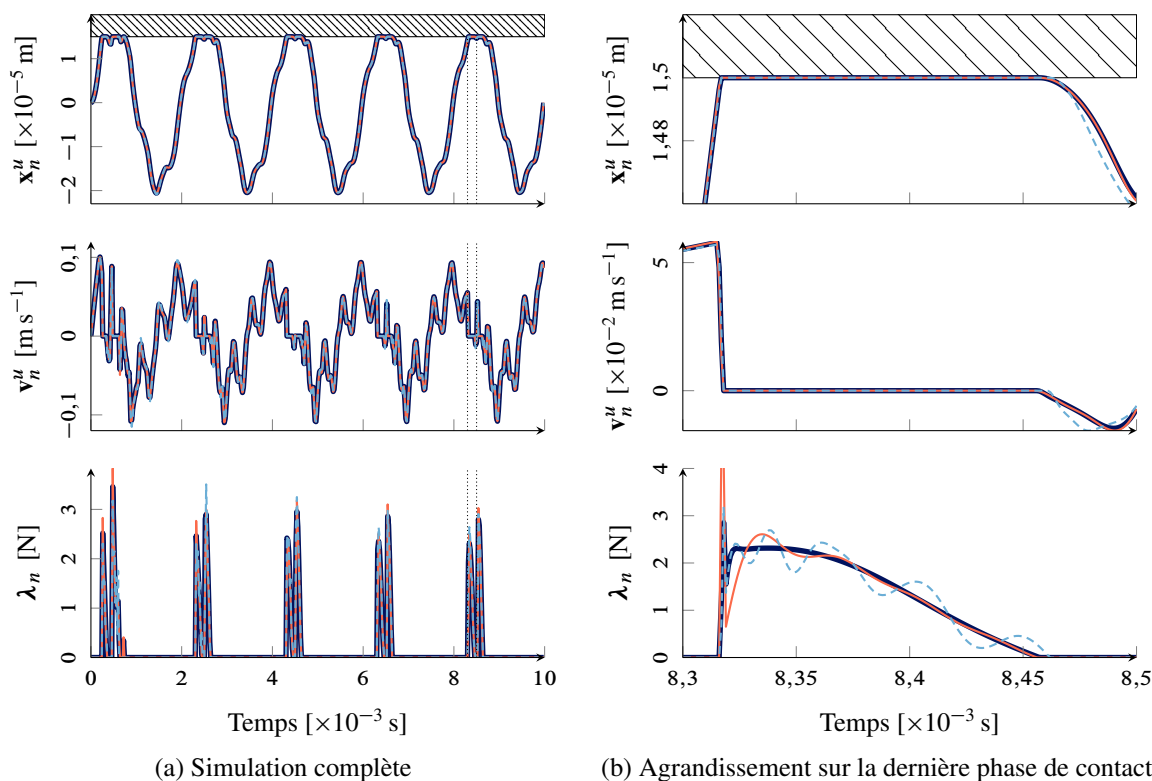 1
0
−1
−2
x_n^u [×10⁻⁵ m]
0,1
0
−0,1
v_n^u [m s⁻¹]
3
2
1
0
λ_n [N]
0 2 4 6 8 10
Temps [×10⁻³ s]
(a) Simulation complète
1,5
1,48
x_n^u [×10⁻⁵ m]
5
0
v_n^u [×10⁻² m s⁻¹]
4
3
2
1
0
λ_n [N]
8,3 8,35 8,4 8,45 8,5
Temps [×10⁻³ s]
(b) Agrandissement sur la dernière phase de contact